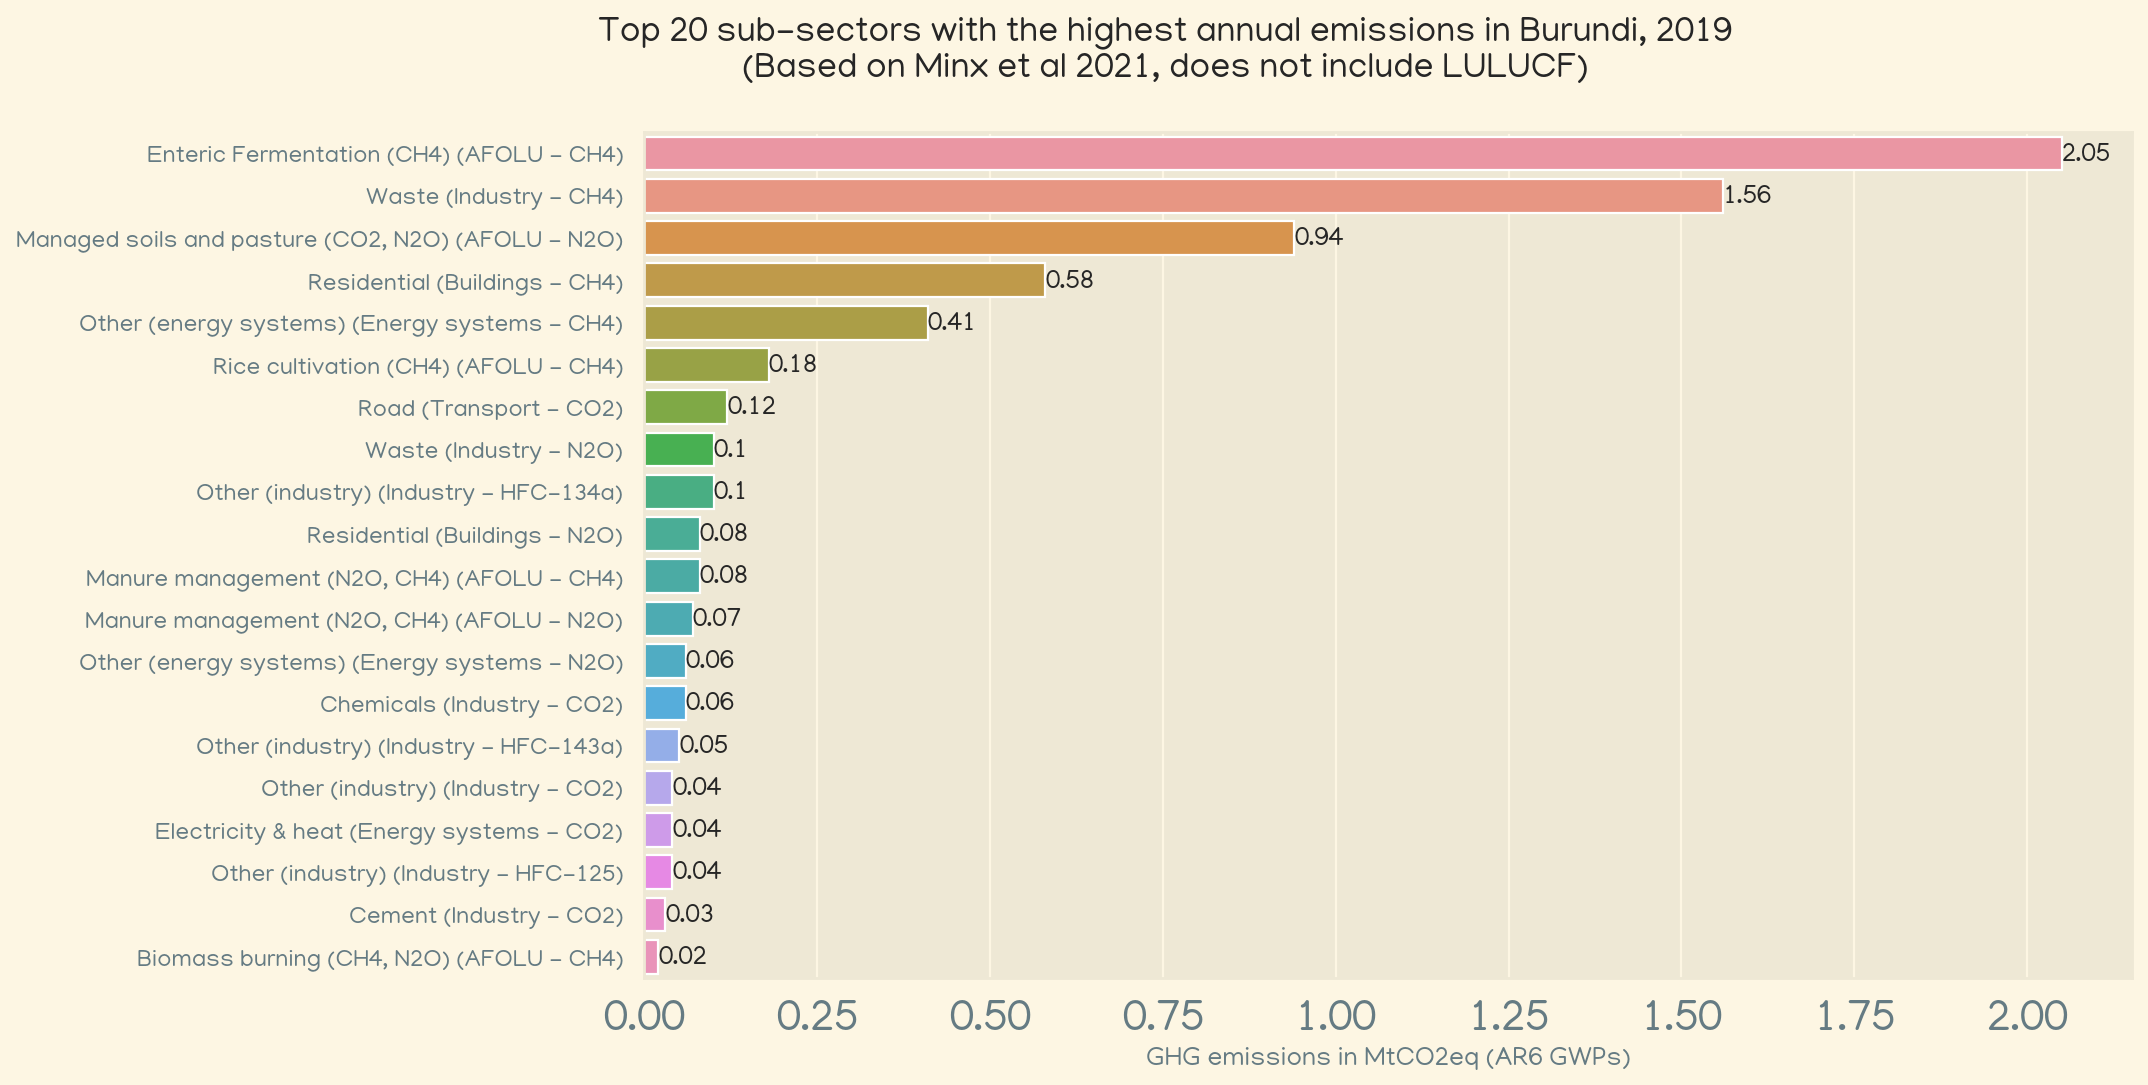 Top 20 sub-sectors with the highest annual emissions in Burundi, 2019
(Based on Minx et al 2021, does not include LULUCF)
Enteric Fermentation (CH4) (AFOLU - CH4) 2.05
Waste (Industry - CH4) 1.56
Managed soils and pasture (CO2, N2O) (AFOLU - N2O) 0.94
Residential (Buildings - CH4) 0.58
Other (energy systems) (Energy systems - CH4) 0.41
Rice cultivation (CH4) (AFOLU - CH4) 0.18
Road (Transport - CO2) 0.12
Waste (Industry - N2O) 0.1
Other (industry) (Industry - HFC-134a) 0.1
Residential (Buildings - N2O) 0.08
Manure management (N2O, CH4) (AFOLU - CH4) 0.08
Manure management (N2O, CH4) (AFOLU - N2O) 0.07
Other (energy systems) (Energy systems - N2O) 0.06
Chemicals (Industry - CO2) 0.06
Other (industry) (Industry - HFC-143a) 0.05
Other (industry) (Industry - CO2) 0.04
Electricity & heat (Energy systems - CO2) 0.04
Other (industry) (Industry - HFC-125) 0.04
Cement (Industry - CO2) 0.03
Biomass burning (CH4, N2O) (AFOLU - CH4) 0.02
0.00 0.25 0.50 0.75 1.00 1.25 1.50 1.75 2.00
GHG emissions in MtCO2eq (AR6 GWPs)